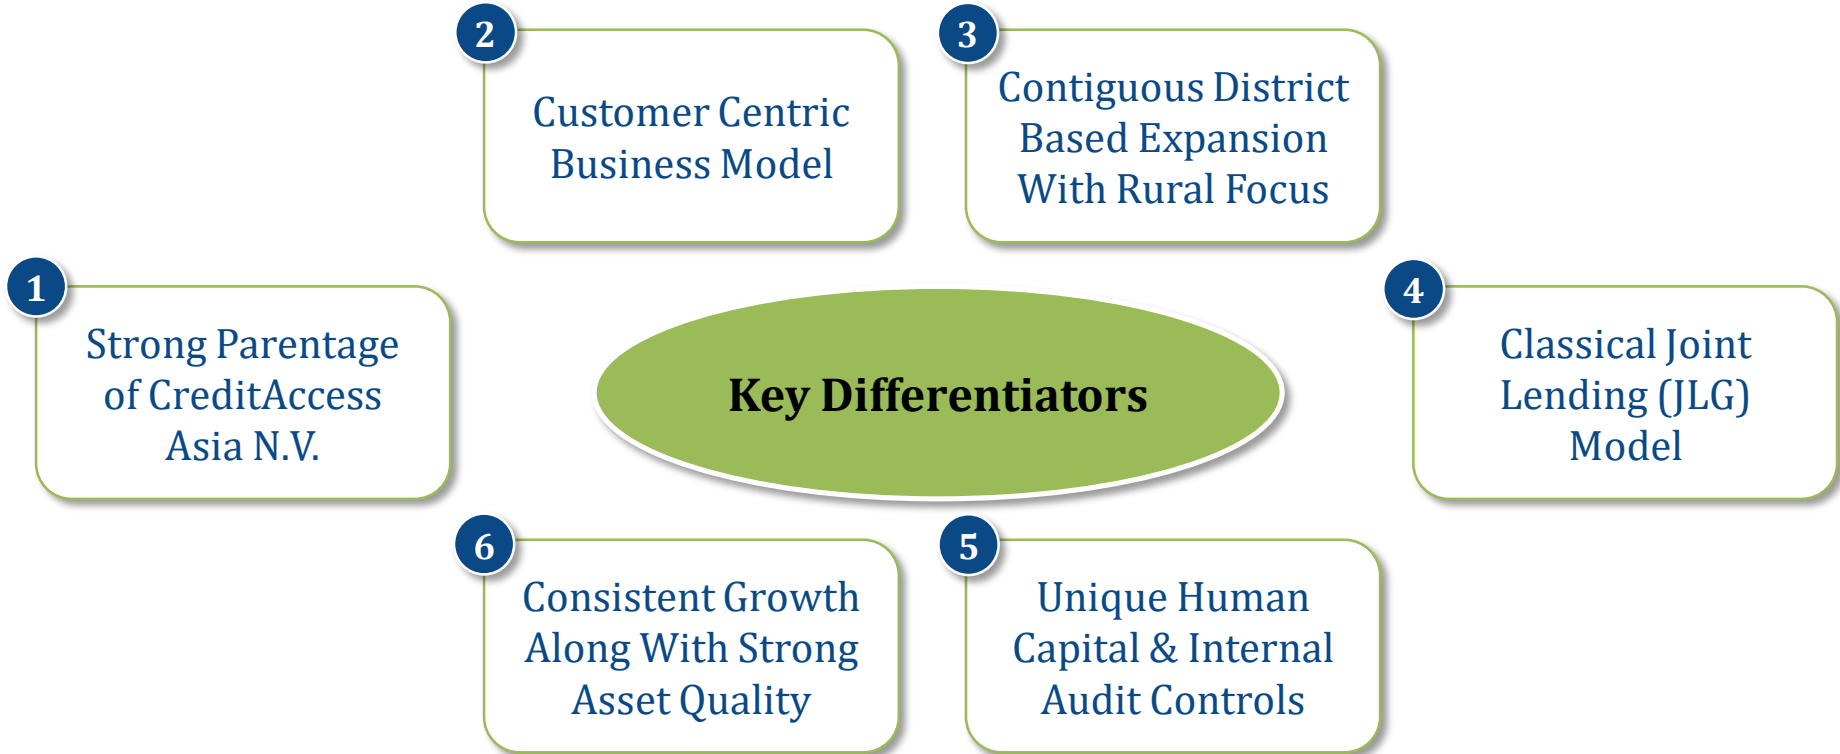 1
Strong Parentage
of CreditAccess
Asia N.V.
2
Customer Centric
Business Model
3
Contiguous District
Based Expansion
With Rural Focus
4
Classical Joint
Lending (JLG)
Model
5
Unique Human
Capital & Internal
Audit Controls
6
Consistent Growth
Along With Strong
Asset Quality
Key Differentiators